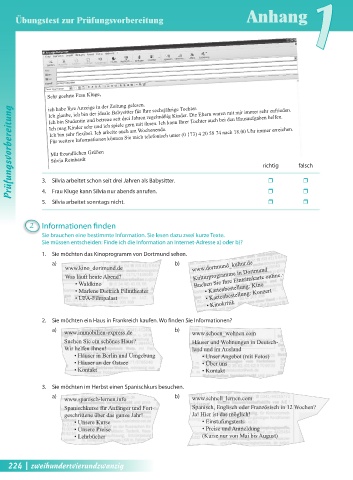 Übungstest zur Prüfungsvorbereitung
Anhang
1
Prüfungsvorbereitung
Sehr geehrte Frau Kluge,
ich habe Ihre Anzeige in der Zeitung gelesen.
Ich glaube, ich bin der ideale Babysitter für Ihre sechsjährige Tochter.
Ich bin Studentin und betreue seit drei Jahren regelmäßig Kinder. Die Eltern waren mit mir immer sehr zufrieden.
Ich mag Kinder sehr und ich spiele gern mit ihnen. Ich kann Ihrer Tochter auch bei den Hausaufgaben helfen.
Ich bin sehr flexibel. Ich arbeite auch am Wochenende.
Für weitere Informationen können Sie mich telefonisch unter (0 173) 4 20 58 74 nach 18.00 Uhr immer erreichen.
Mit freundlichen Grüßen
Silvia Reinhardt
richtig falsch
3. Silvia arbeitet schon seit drei Jahren als Babysitter.
4. Frau Kluge kann Silvia nur abends anrufen.
5. Silvia arbeitet sonntags nicht.
2 Informationen finden
Sie brauchen eine bestimmte Information. Sie lesen dazu zwei kurze Texte.
Sie müssen entscheiden: Finde ich die Information an Internet-Adresse a) oder b)?
1. Sie möchten das Kinoprogramm von Dortmund sehen.
a)
www.kino_dortmund.de
Was läuft heute Abend?
• Waldkino
• Marlene Dietrich Filmtheater
• UFA-Filmpalast
b)
www.dortmund_kultur.de
Kulturprogramme in Dortmund
Buchen Sie Ihre Eintrittskarte online.
• Kartenbestellung: Kino
• Kartenbestellung: Konzert
• Kinokritik
2. Sie möchten ein Haus in Frankreich kaufen. Wo finden Sie Informationen?
a)
www.immobilien-express.de
Suchen Sie ein schönes Haus?
Wir helfen Ihnen!
• Häuser in Berlin und Umgebung
• Häuser an der Ostsee
• Kontakt
b)
www.schoen_wohnen.com
Häuser und Wohnungen in Deutsch-
land und im Ausland
• Unser Angebot (mit Fotos)
• Über uns
• Kontakt
3. Sie möchten im Herbst einen Spanischkurs besuchen.
a)
www.spanisch-lernen.info
Spanischkurse für Anfänger und Fort-
geschrittene über das ganze Jahr!
• Unsere Kurse
• Unsere Preise
• Lehrbücher
b)
www.schnell_lernen.com
Spanisch, Englisch oder Französisch in 12 Wochen?
Ja! Hier ist das möglich!
• Einstufungstests
• Preise und Anmeldung
(Kurse nur von Mai bis August)
224 | zweihundertvierundzwanzig